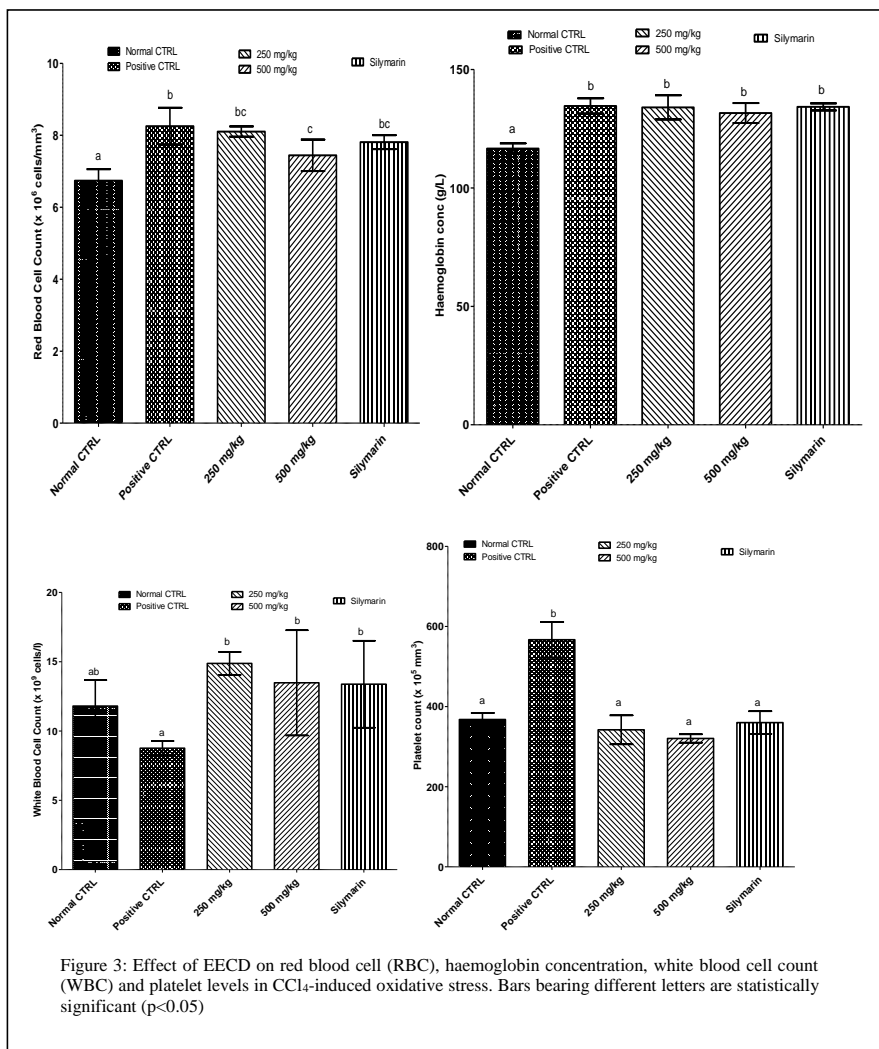 Normal CTRL
Positive CTRL
250 mg/kg
500 mg/kg
Silymarin
Red Blood Cell Count (x 10⁶ cells/mm³)
10
8
6
4
2
0
a
b
bc
c
bc
Normal CTRL
Positive CTRL
250 mg/kg
500 mg/kg
Silymarin
Normal CTRL
Positive CTRL
250 mg/kg
500 mg/kg
Silymarin
Haemoglobin conc (g/L)
150
100
50
0
a
b
b
b
b
Normal CTRL
Positive CTRL
250 mg/kg
500 mg/kg
Silymarin
Normal CTRL
Positive CTRL
250 mg/kg
500 mg/kg
Silymarin
White Blood Cell Count (x 10⁹ cells/l)
20
15
10
5
0
ab
a
b
b
b
Normal CTRL
Positive CTRL
250 mg/kg
500 mg/kg
Silymarin
Normal CTRL
Positive CTRL
250 mg/kg
500 mg/kg
Silymarin
Platelet count (x 10⁵ mm³)
800
600
400
200
0
a
b
a
a
a
Normal CTRL
Positive CTRL
250 mg/kg
500 mg/kg
Silymarin
Figure 3: Effect of EECD on red blood cell (RBC), haemoglobin concentration, white blood cell count
(WBC) and platelet levels in CCl₄-induced oxidative stress. Bars bearing different letters are statistically
significant (p<0.05)